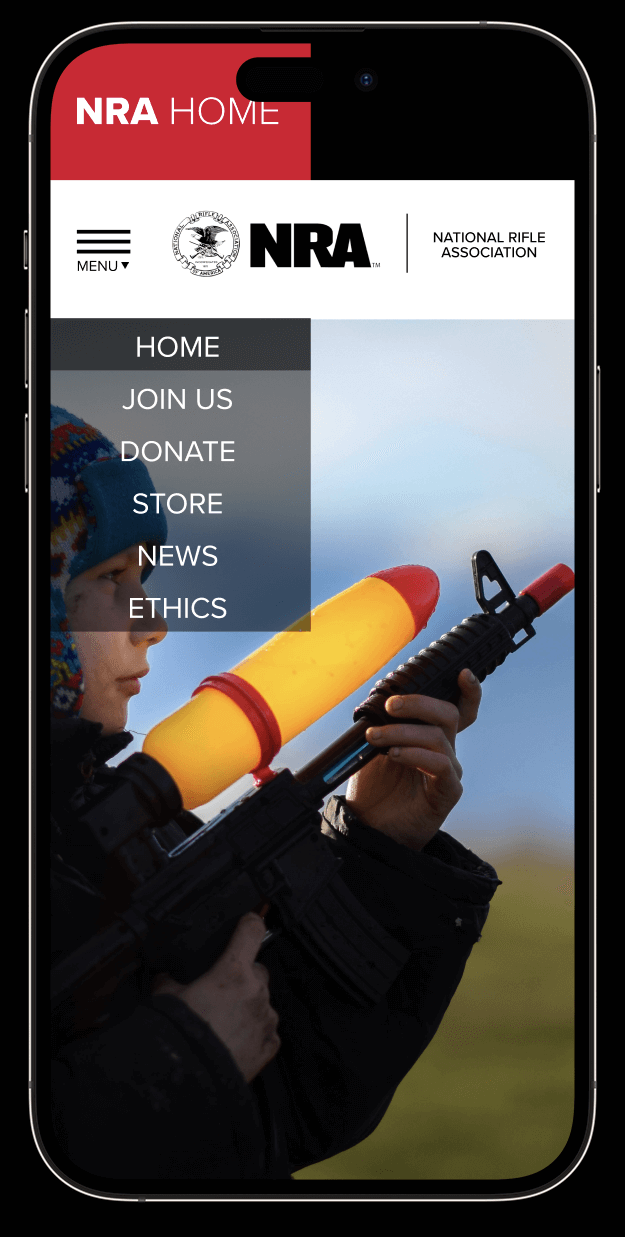 NRA HOME
MENU▼
NATIONAL RIFLE ASSOCIATION
OF AMERICA
NRA™
NATIONAL RIFLE
ASSOCIATION
HOME
JOIN US
DONATE
STORE
NEWS
ETHICS